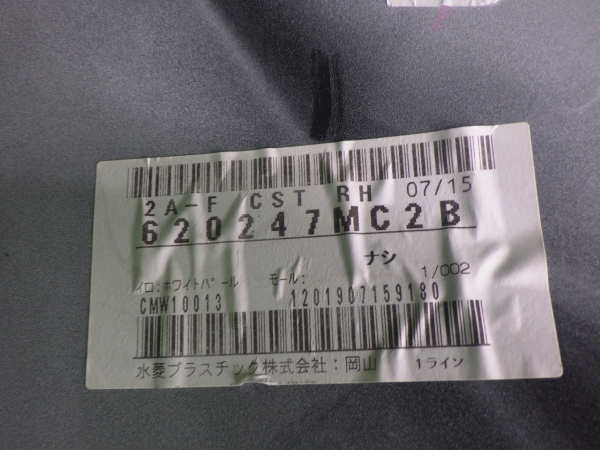 2A-F CST RH 07/15
620247MC2B
ナシ
イロ:ホワイトパール モール: 1/002
CMW10013 1201907159180
水菱プラスチック株式会社:岡山 1ライン